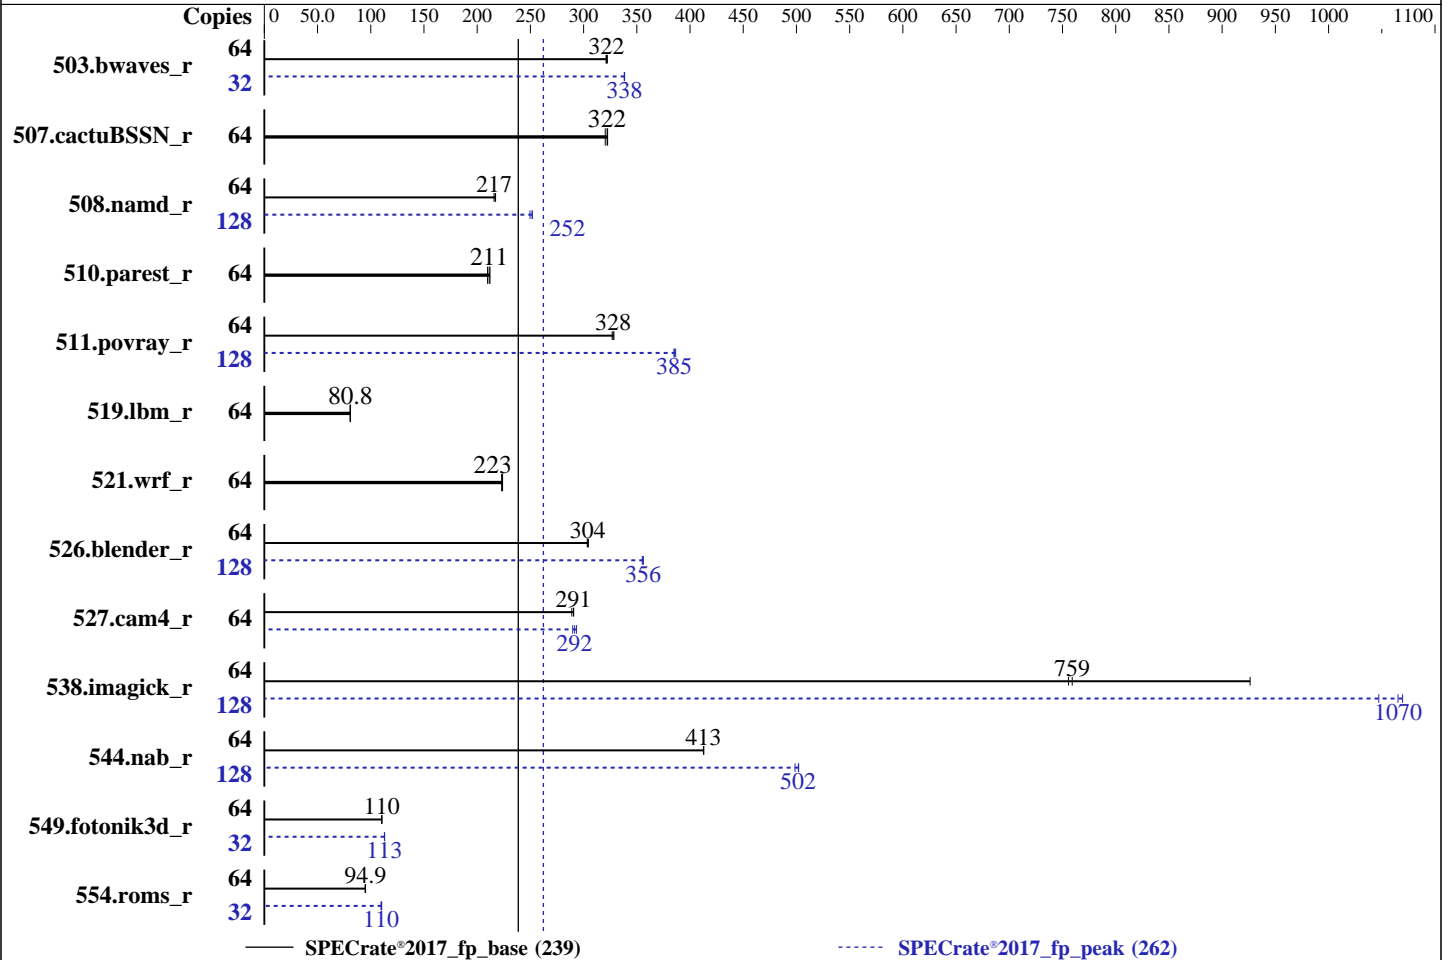 Copies 0 50.0 100 150 200 250 300 350 400 450 500 550 600 650 700 750 800 850 900 950 1000 1100
503.bwaves_r 64 322
32 338
507.cactuBSSN_r 64 322
508.namd_r 64 217
128 252
510.parest_r 64 211
511.povray_r 64 328
128 385
519.lbm_r 64 80.8
521.wrf_r 64 223
526.blender_r 64 304
128 356
527.cam4_r 64 291
292
538.imagick_r 64 759
128 1070
544.nab_r 64 413
128 502
549.fotonik3d_r 64 110
32 113
554.roms_r 64 94.9
32 110
SPECrate®2017_fp_base (239) SPECrate®2017_fp_peak (262)